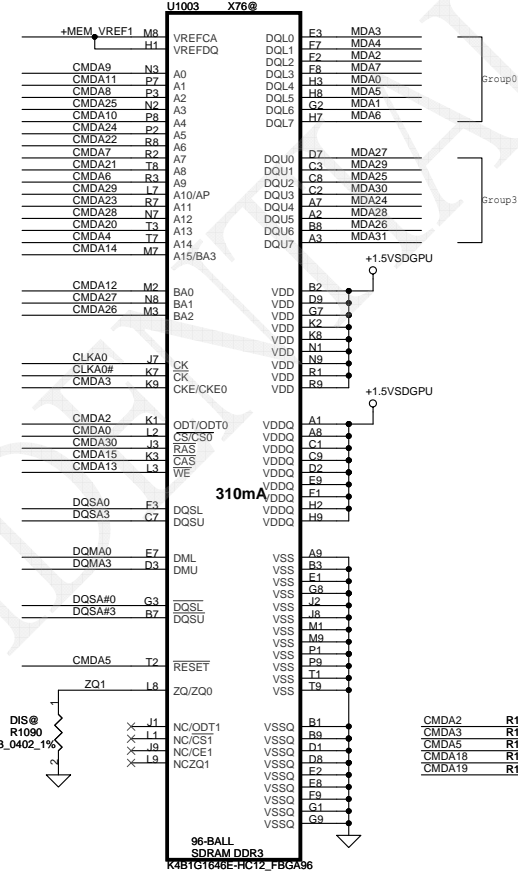 U1003 X76@
+MEM_VREF1 M8 VREFCA DQL0 E3 MDA3
H1 VREFDQ DQL1 F7 MDA4
DQL2 F2 MDA2
CMDA9 N3 A0 DQL3 F8 MDA7
CMDA11 P7 A1 DQL4 H3 MDA0 Group0
CMDA8 P3 A2 DQL5 H8 MDA5
CMDA25 N2 A3 DQL6 G2 MDA1
CMDA10 P8 A4 DQL7 H7 MDA6
CMDA24 P2 A5
CMDA22 R8 A6
CMDA7 R2 A7 DQU0 D7 MDA27
CMDA21 T8 A8 DQU1 C3 MDA29
CMDA6 R3 A9 DQU2 C8 MDA25
CMDA29 L7 A10/AP DQU3 C2 MDA30
CMDA23 R7 A11 DQU4 A7 MDA24 Group3
CMDA28 N7 A12 DQU5 A2 MDA28
CMDA20 T3 A13 DQU6 B8 MDA26
CMDA4 T7 A14 DQU7 A3 MDA31
CMDA14 M7 A15/BA3
+1.5VSDGPU
CMDA12 M2 BA0 VDD B2
CMDA27 N8 BA1 VDD D9
CMDA26 M3 BA2 VDD G7
VDD K2
VDD K8
VDD N1
CLKA0 J7 CK VDD N9
CLKA0# K7 CK VDD R1
CMDA3 K9 CKE/CKE0 VDD R9
+1.5VSDGPU
CMDA2 K1 ODT/ODT0 VDDQ A1
CMDA0 L2 CS/CS0 VDDQ A8
CMDA30 J3 RAS VDDQ C1
CMDA15 K3 CAS VDDQ C9
CMDA13 L3 WE VDDQ D2
310mA VDDQ E9
VDDQ F1
DQSA0 F3 DQSL VDDQ H2
DQSA3 C7 DQSU VDDQ H9
DQMA0 E7 DML VSS A9
DQMA3 D3 DMU VSS B3
VSS E1
VSS G8
DQSA#0 G3 DQSL VSS J2
DQSA#3 B7 DQSU VSS J8
VSS M1
VSS M9
VSS P1
CMDA5 T2 RESET VSS P9
VSS T1
ZQ1 L8 ZQ/ZQ0 VSS T9
1
DIS@
R1090
_0402_1%
2
J1 NC/ODT1 VSSQ B1
L1 NC/CS1 VSSQ B9
J9 NC/CE1 VSSQ D1
L9 NCZQ1 VSSQ D8
VSSQ E2
VSSQ E8
VSSQ F9
VSSQ G1
VSSQ G9
CMDA2 R1
CMDA3 R1
CMDA5 R1
CMDA18 R1
CMDA19 R1
96-BALL
SDRAM DDR3
K4B1G1646E-HC12_FBGA96